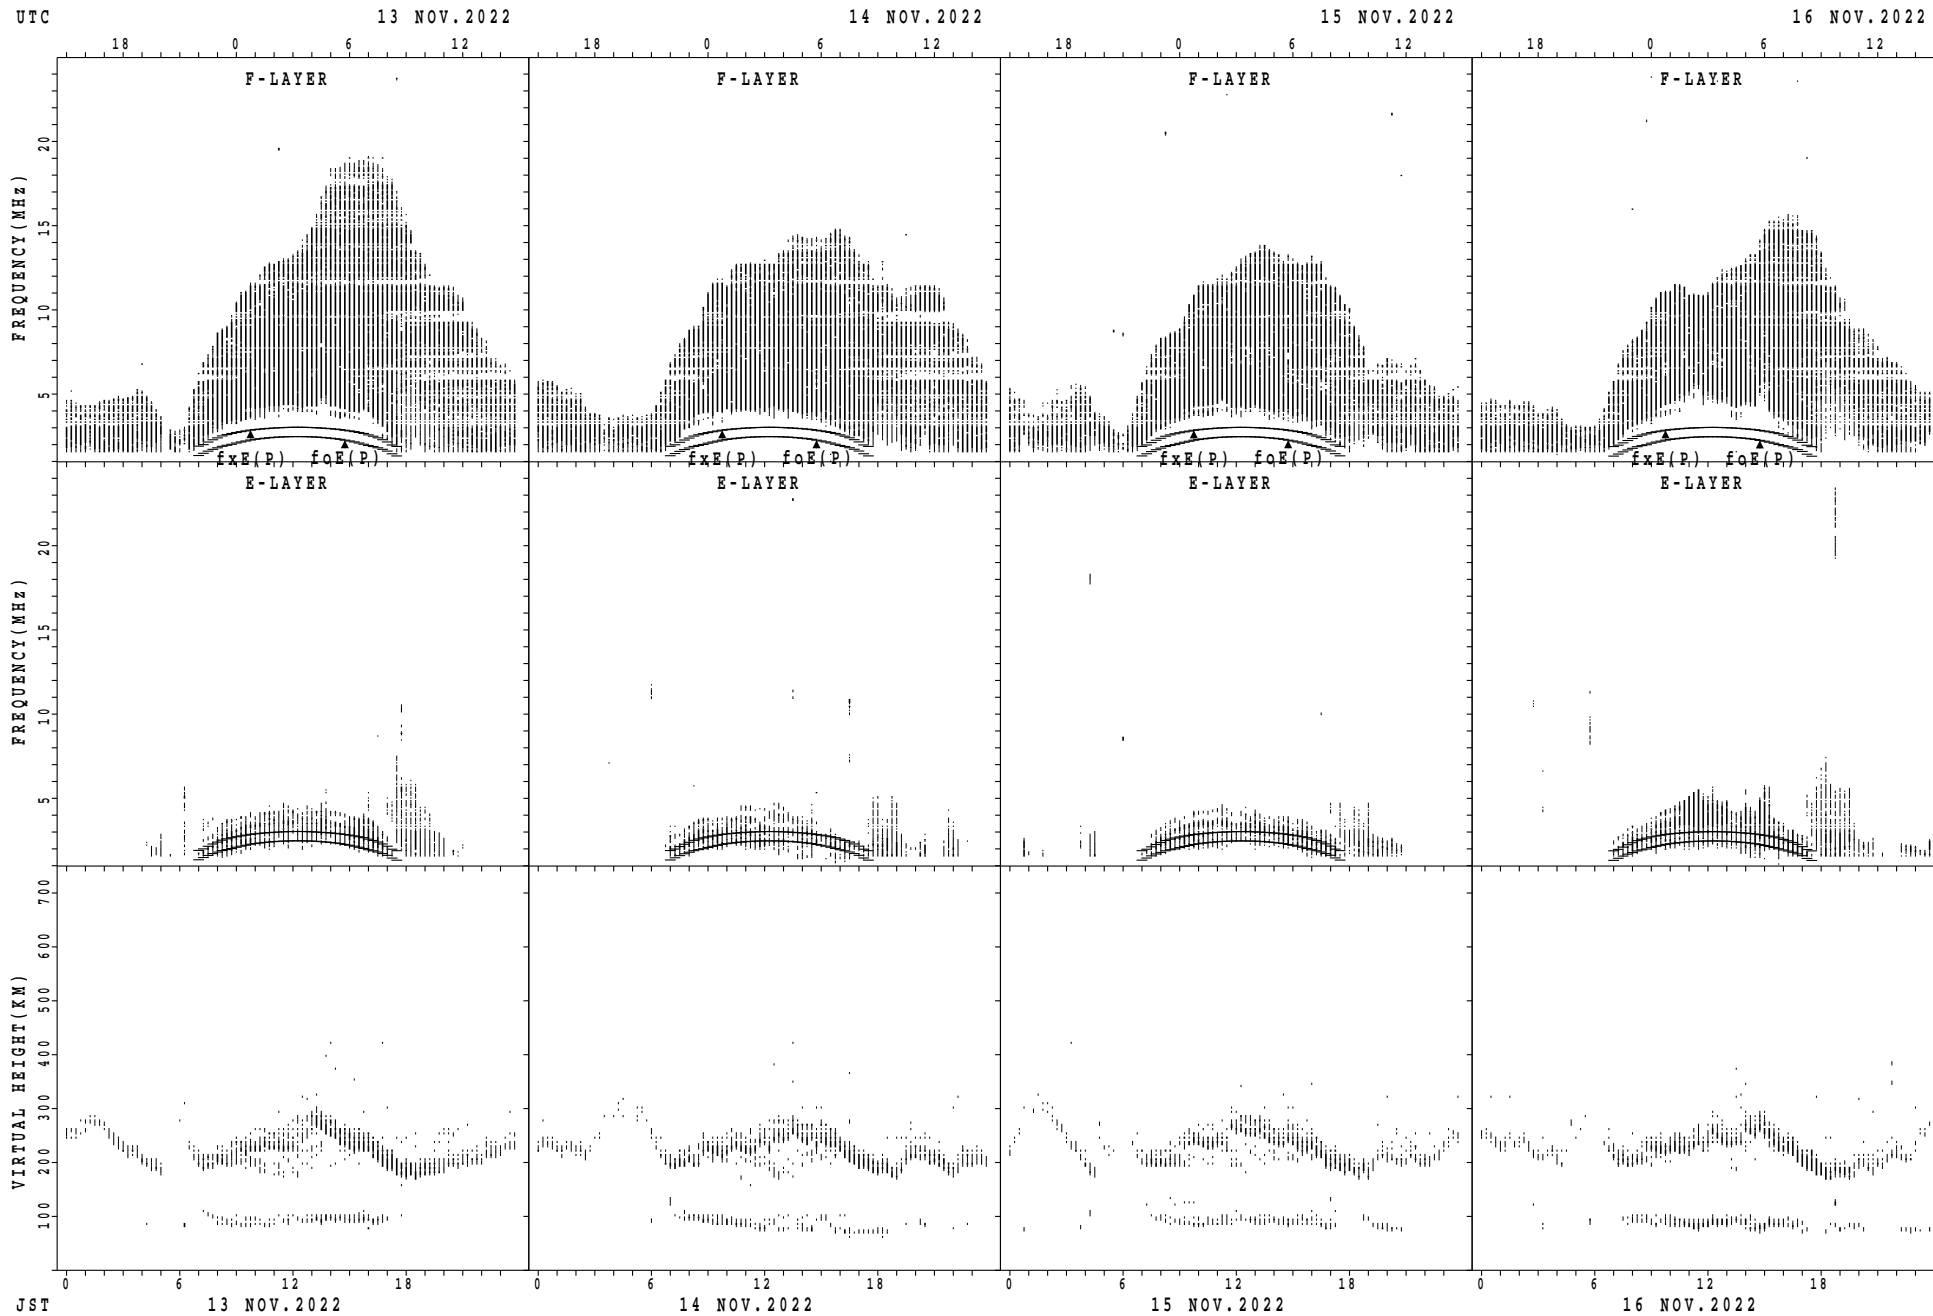 UTC 13 NOV.2022 14 NOV.2022 15 NOV.2022 16 NOV.2022
18 0 6 12 18 0 6 12 18 0 6 12 18 0 6 12
F-LAYER F-LAYER F-LAYER F-LAYER
FREQUENCY(MHz)
20
15
10
5
fxE(P) foE(P) fxE(P) foE(P) fxE(P) foE(P) fxE(P) foE(P)
E-LAYER E-LAYER E-LAYER E-LAYER
FREQUENCY(MHz)
20
15
10
5
VIRTUAL HEIGHT(KM)
700
600
500
400
300
200
100
0 6 12 18 0 6 12 18 0 6 12 18 0 6 12 18
JST 13 NOV.2022 14 NOV.2022 15 NOV.2022 16 NOV.2022